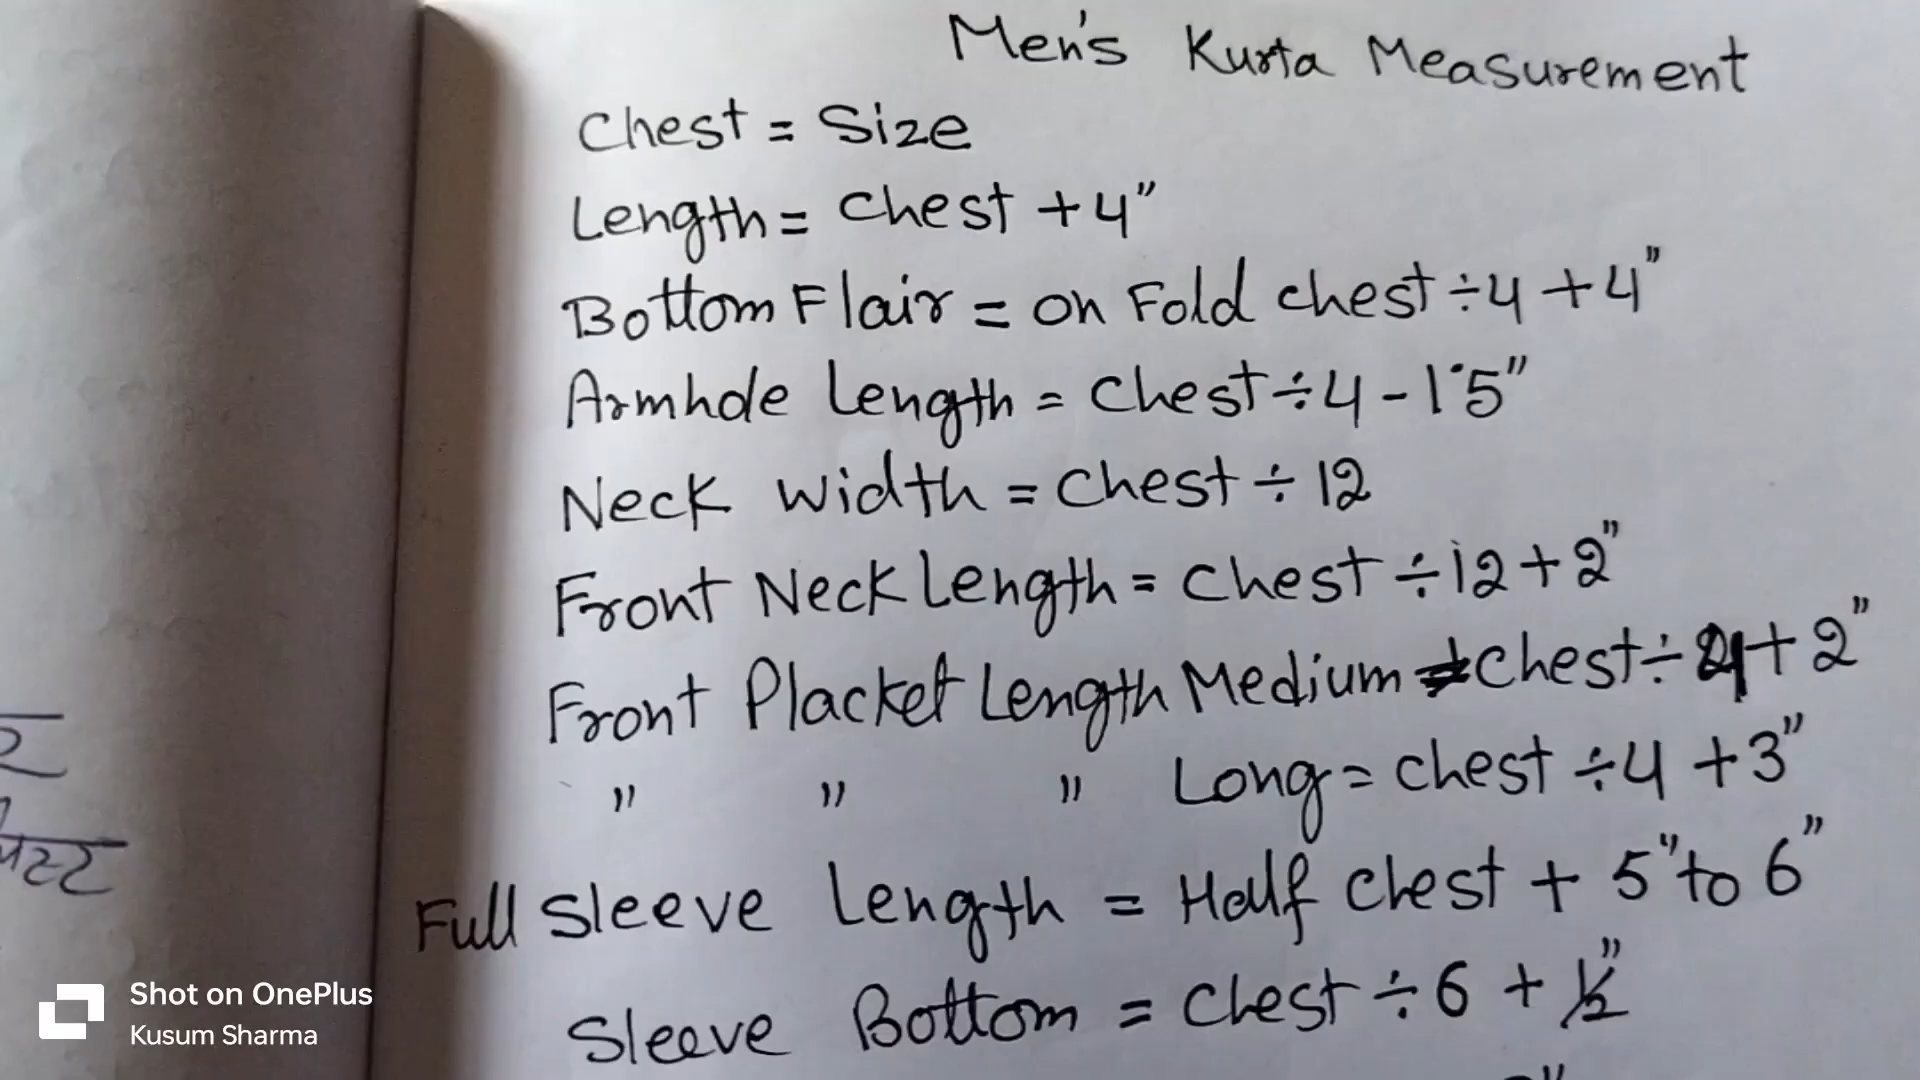 Men's Kurta Measurement
Chest = Size
Length = Chest + 4"
Bottom Flair = on Fold chest ÷ 4 + 4"
Armhole Length = Chest ÷ 4 - 1.5"
Neck Width = Chest ÷ 12
Front Neck Length = Chest ÷ 12 + 2"
Front Placket Length Medium = Chest ÷ 4 + 2"
" " " Long = Chest ÷ 4 + 3"
Full Sleeve Length = Half Chest + 5" to 6"
Sleeve Bottom = Chest ÷ 6 + 1/2"
Shot on OnePlus
Kusum Sharma